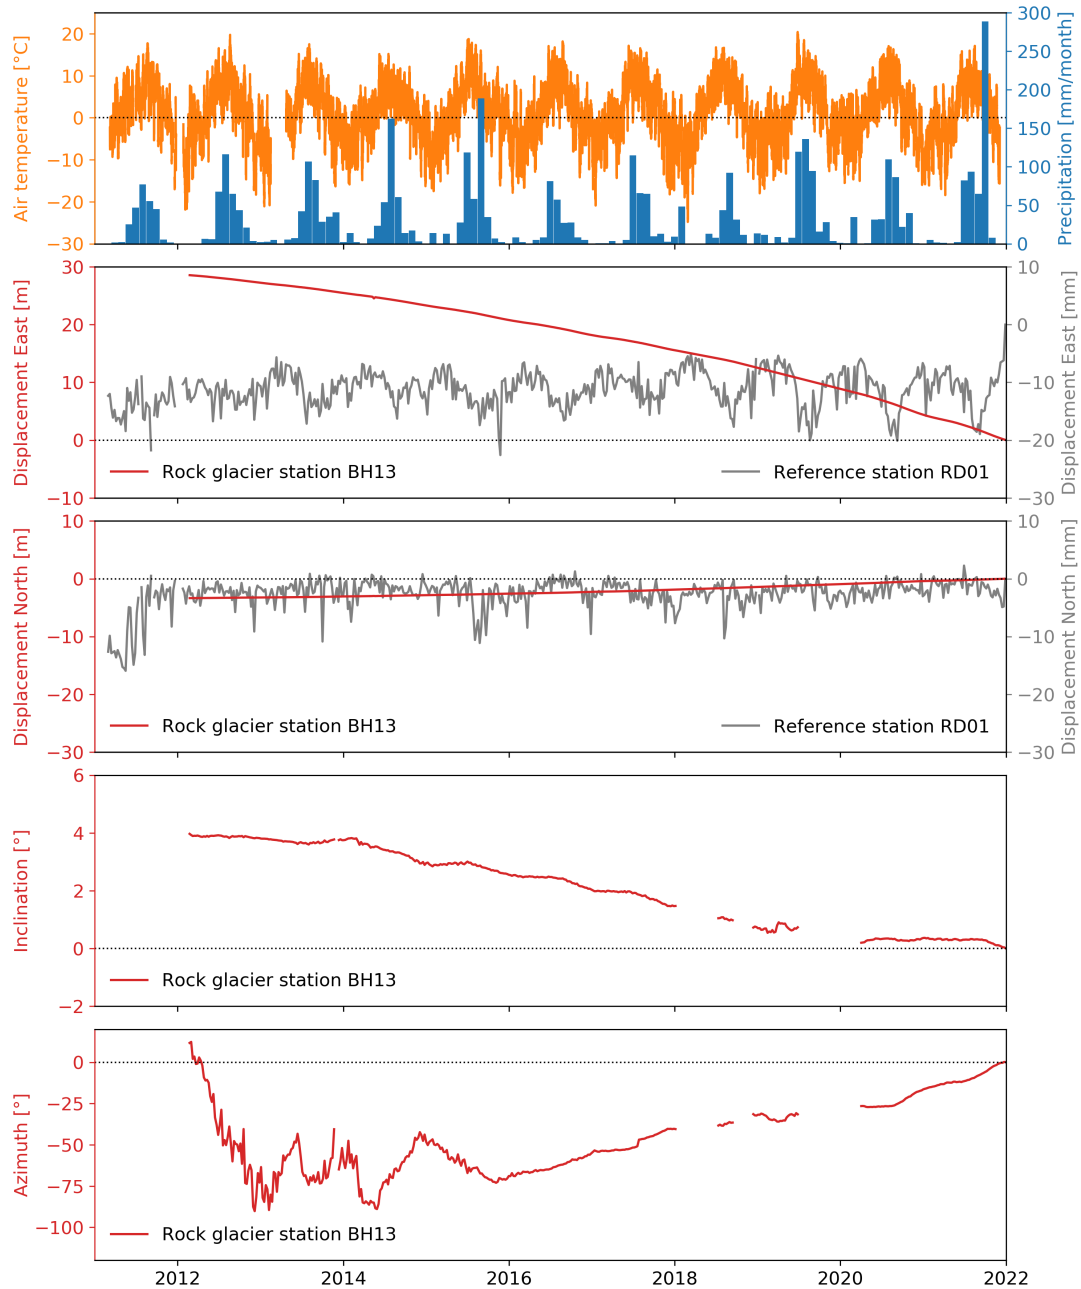 Air temperature [°C]
20
10
0
−10
−20
−30
300
250
200
150
100
50
0
Precipitation [mm/month]
Displacement East [m]
30
20
10
0
−10
Rock glacier station BH13
Reference station RD01
10
0
−10
−20
−30
Displacement East [mm]
Displacement North [m]
10
0
−10
−20
−30
Rock glacier station BH13
Reference station RD01
10
0
−10
−20
−30
Displacement North [mm]
Inclination [°]
6
4
2
0
−2
Rock glacier station BH13
Azimuth [°]
0
−25
−50
−75
−100
Rock glacier station BH13
2012 2014 2016 2018 2020 2022